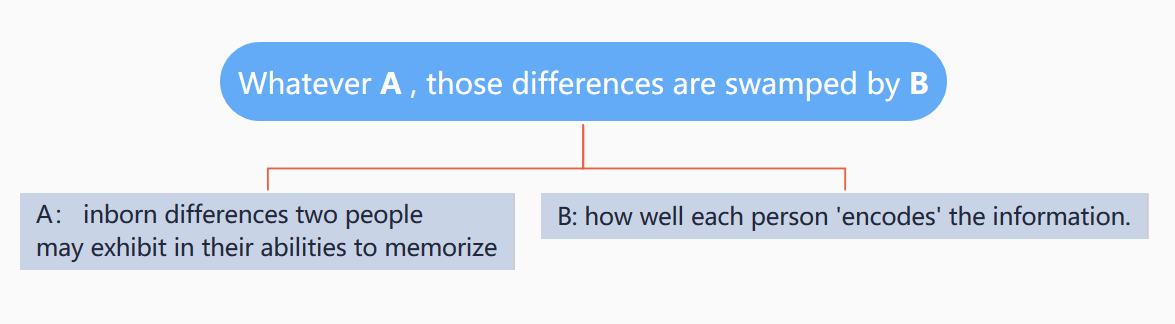 Whatever A , those differences are swamped by B
A： inborn differences two people
may exhibit in their abilities to memorize
B: how well each person 'encodes' the information.